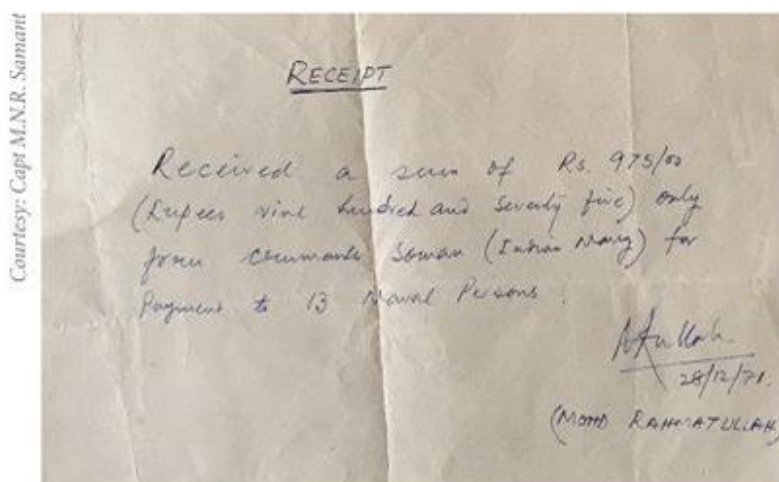 Courtesy: Capt M.N.R. Samant
RECEIPT
Received a sum of Rs. 975/00
(Rupees nine hundred and seventy five) only
from Commander (Indian Navy) for
Payment to 13 Naval Persons.
28/12/71.
(MOHD RAHMATULLAH)